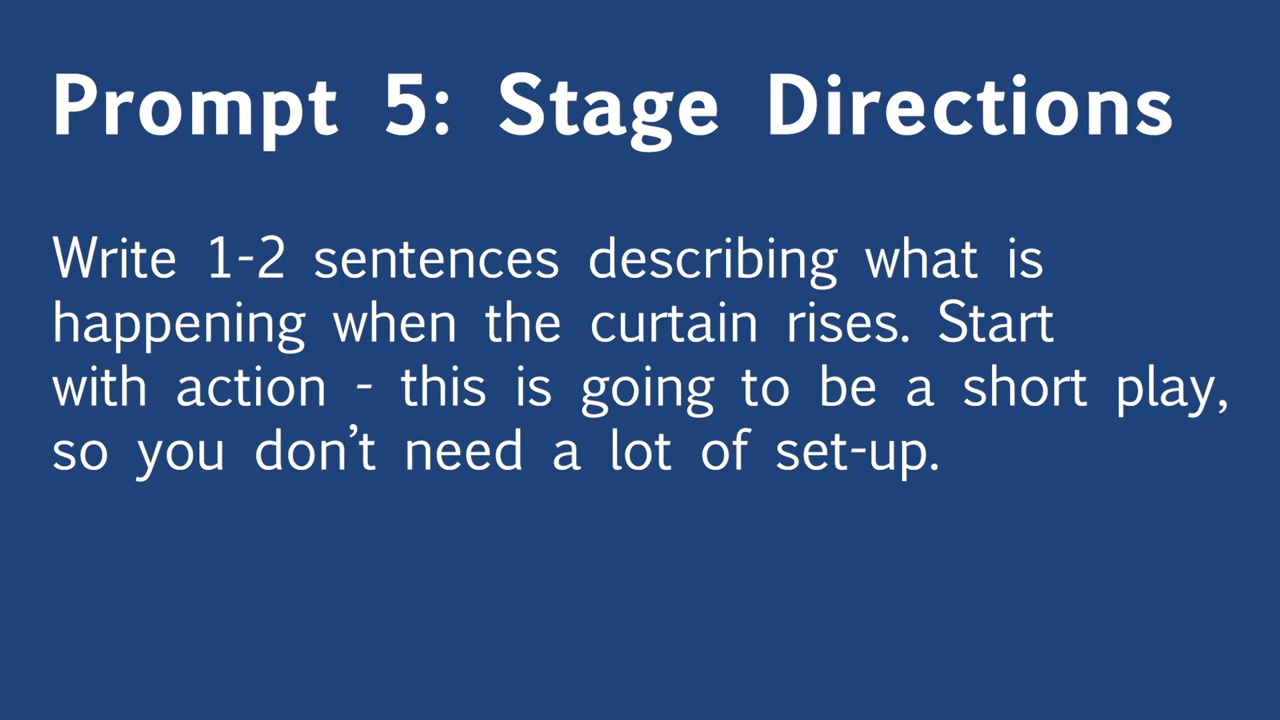 Prompt 5: Stage Directions
Write 1-2 sentences describing what is
happening when the curtain rises. Start
with action - this is going to be a short play,
so you don’t need a lot of set-up.